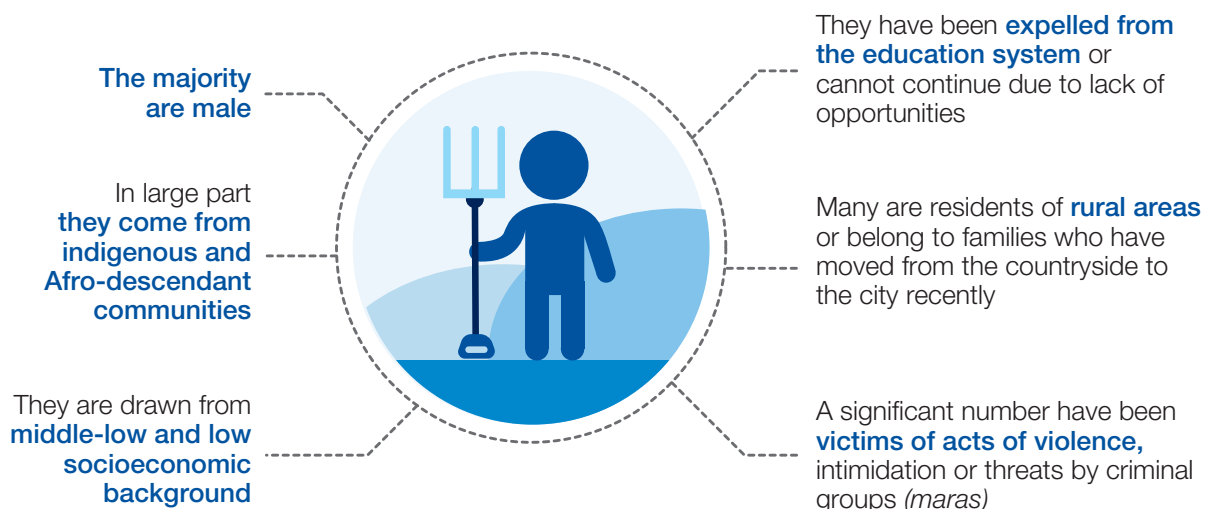 The majority
are male
In large part
they come from
indigenous and
Afro-descendant
communities
They are drawn from
middle-low and low
socioeconomic
background
They have been expelled from
the education system or
cannot continue due to lack of
opportunities
Many are residents of rural areas
or belong to families who have
moved from the countryside to
the city recently
A significant number have been
victims of acts of violence,
intimidation or threats by criminal
groups (maras)